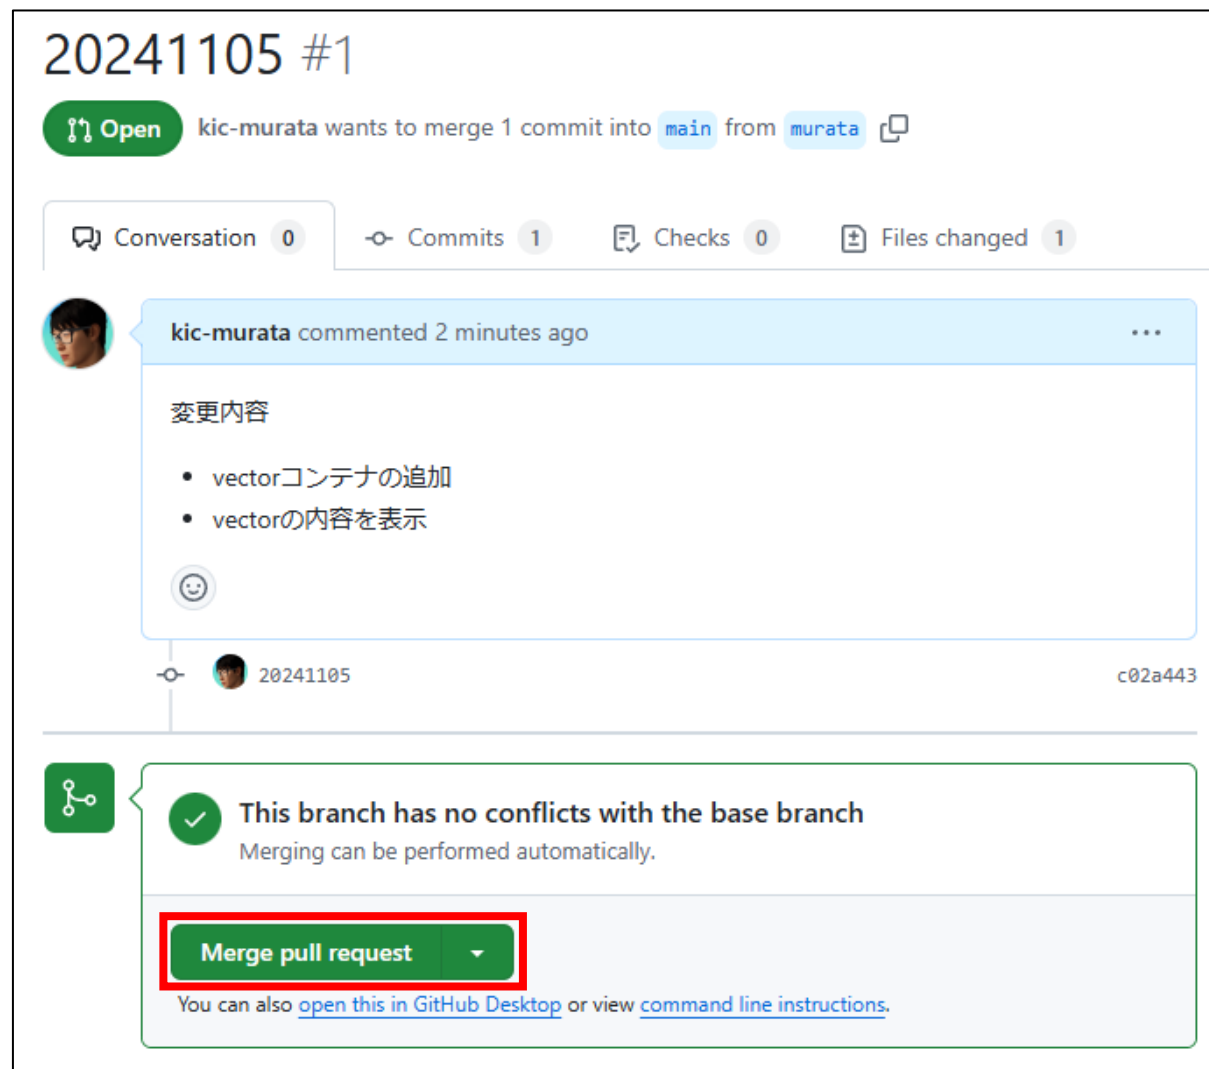 20241105 #1
Open kic-murata wants to merge 1 commit into main from murata
Conversation 0 Commits 1 Checks 0 Files changed 1
kic-murata commented 2 minutes ago
変更内容
• vectorコンテナの追加
• vectorの内容を表示
20241105 c02a443
This branch has no conflicts with the base branch
Merging can be performed automatically.
Merge pull request
You can also open this in GitHub Desktop or view command line instructions.